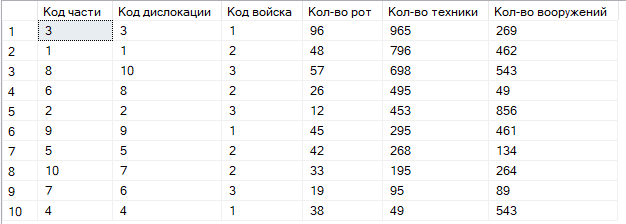 Код части Код дислокации Код войска Кол-во рот Кол-во техники Кол-во вооружений
1 3 3 1 96 965 269
2 1 1 2 48 796 462
3 8 10 3 57 698 543
4 6 8 2 26 495 49
5 2 2 3 12 453 856
6 9 9 1 45 295 461
7 5 5 2 42 268 134
8 10 7 2 33 195 264
9 7 6 3 19 95 89
10 4 4 1 38 49 543